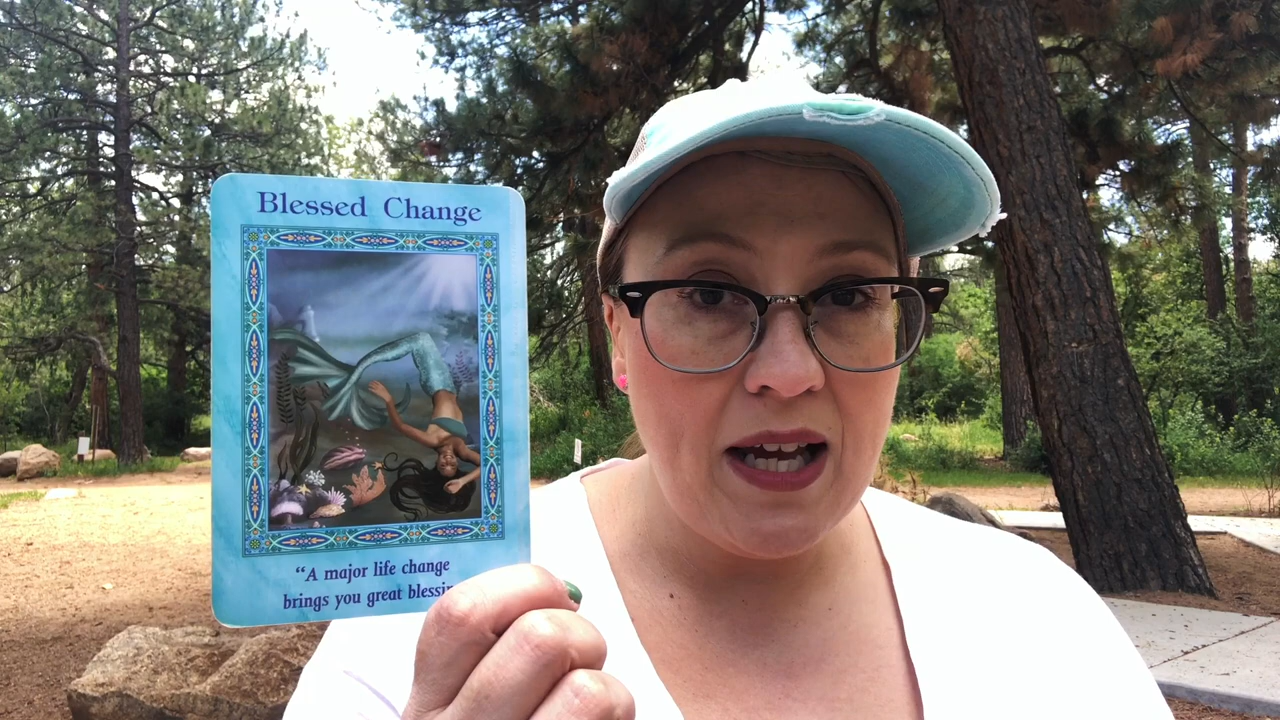 Blessed Change
“A major life change
brings you great